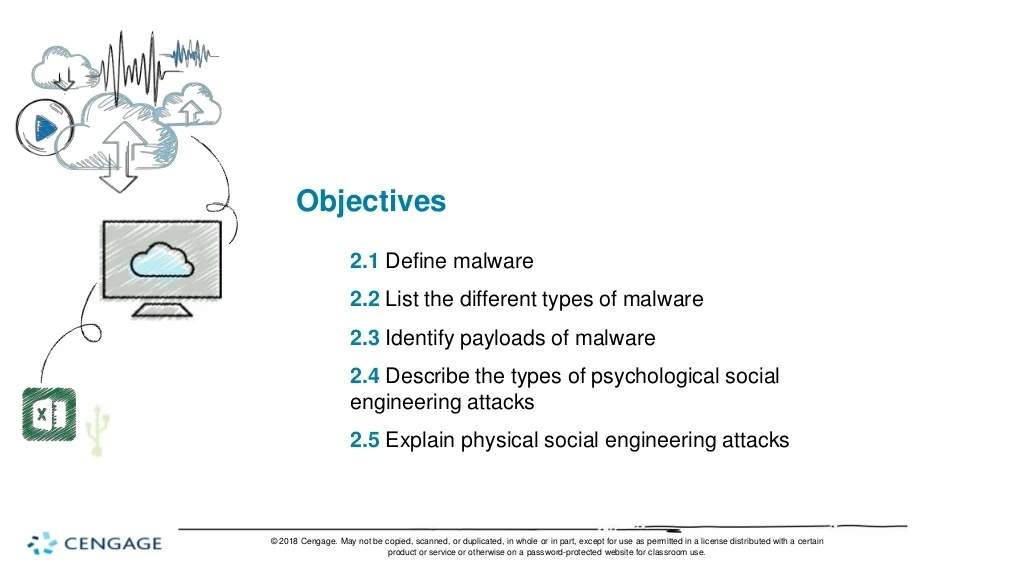 Objectives
2.1 Define malware
2.2 List the different types of malware
2.3 Identify payloads of malware
2.4 Describe the types of psychological social
engineering attacks
2.5 Explain physical social engineering attacks
X
CENGAGE
© 2018 Cengage. May not be copied, scanned, or duplicated, in whole or in part, except for use as permitted in a license distributed with a certain
product or service or otherwise on a password-protected website for classroom use.